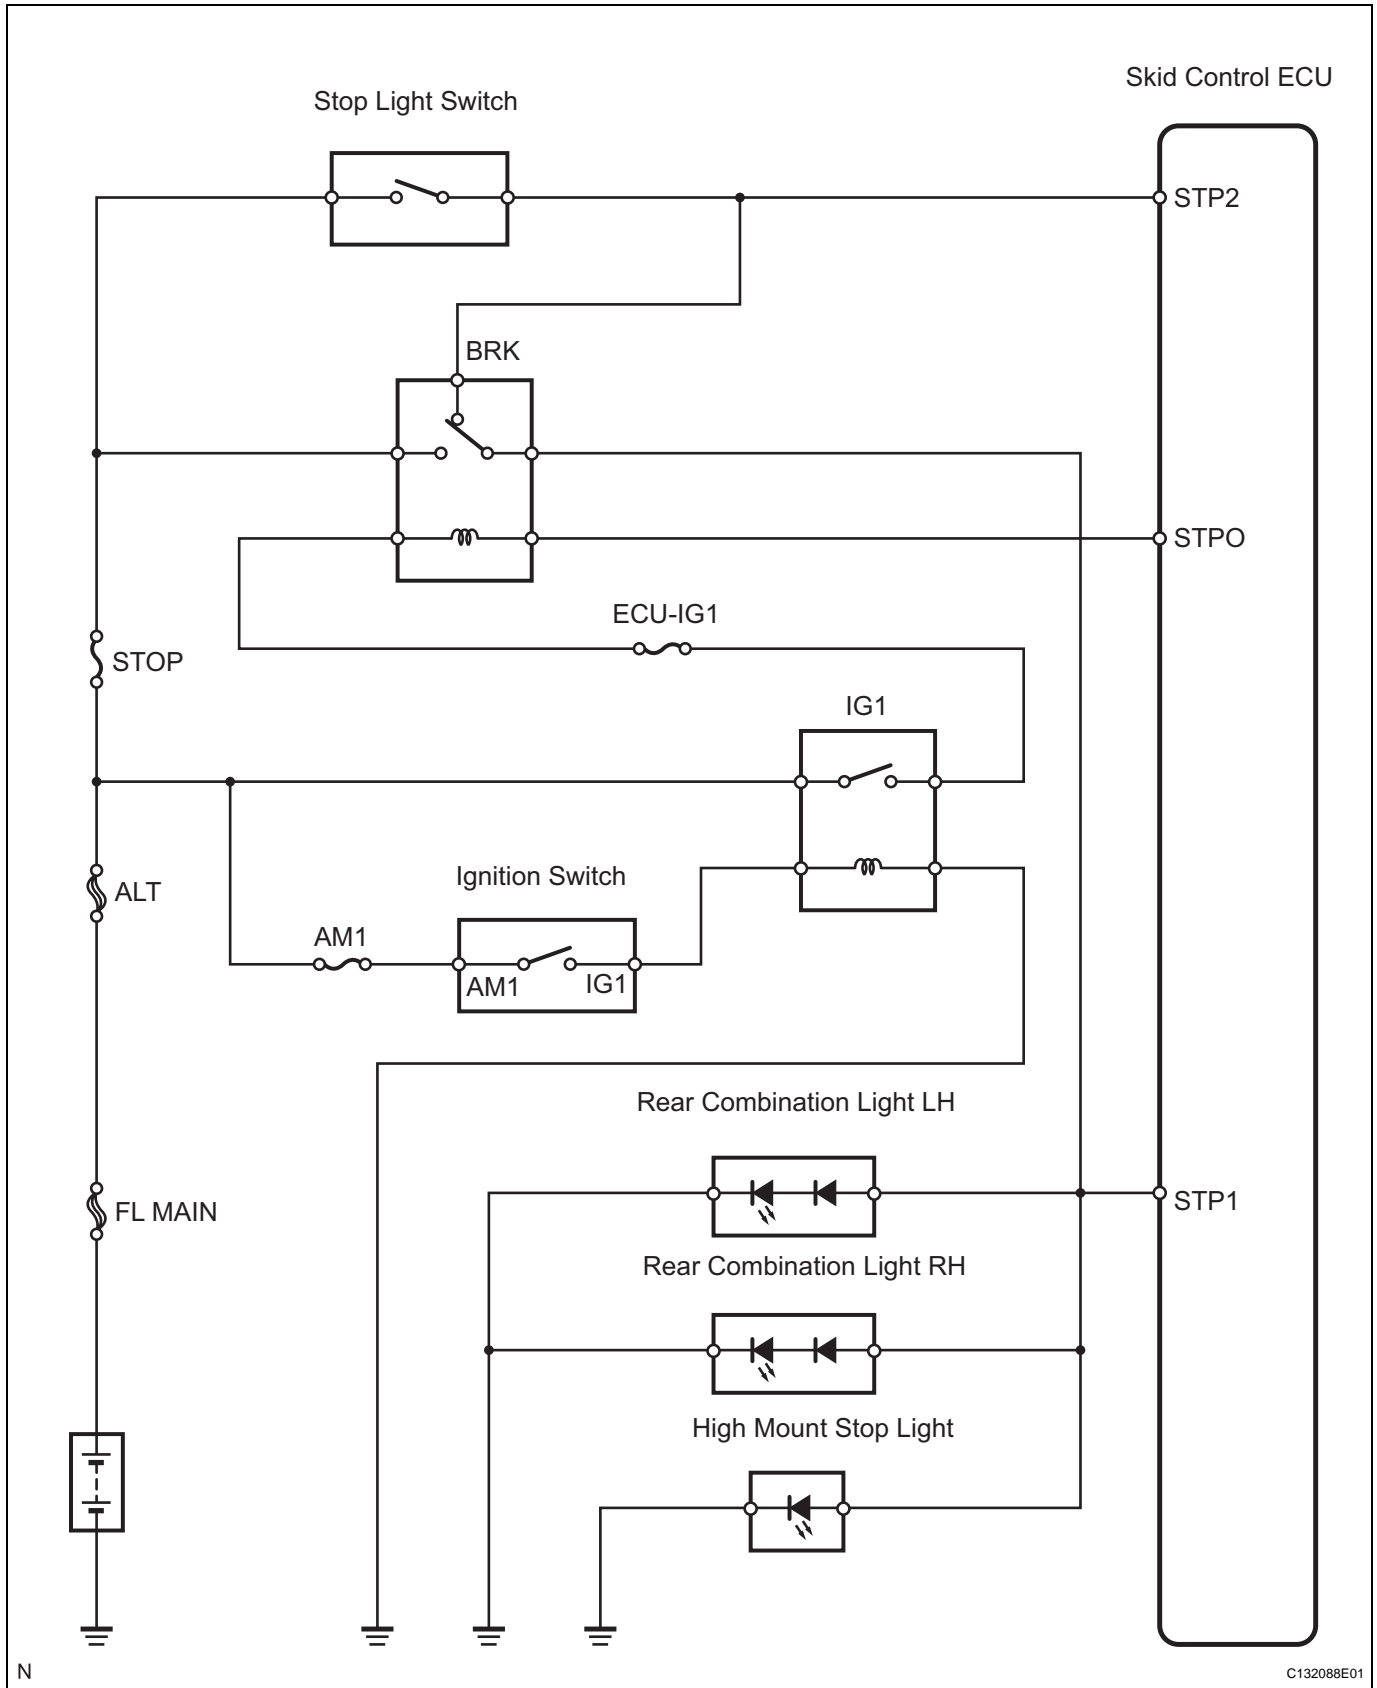 Skid Control ECU
Stop Light Switch
STP2
BRK
STPO
ECU-IG1
STOP
IG1
Ignition Switch
ALT
AM1
AM1
IG1
Rear Combination Light LH
STP1
FL MAIN
Rear Combination Light RH
High Mount Stop Light
N
C132088E01